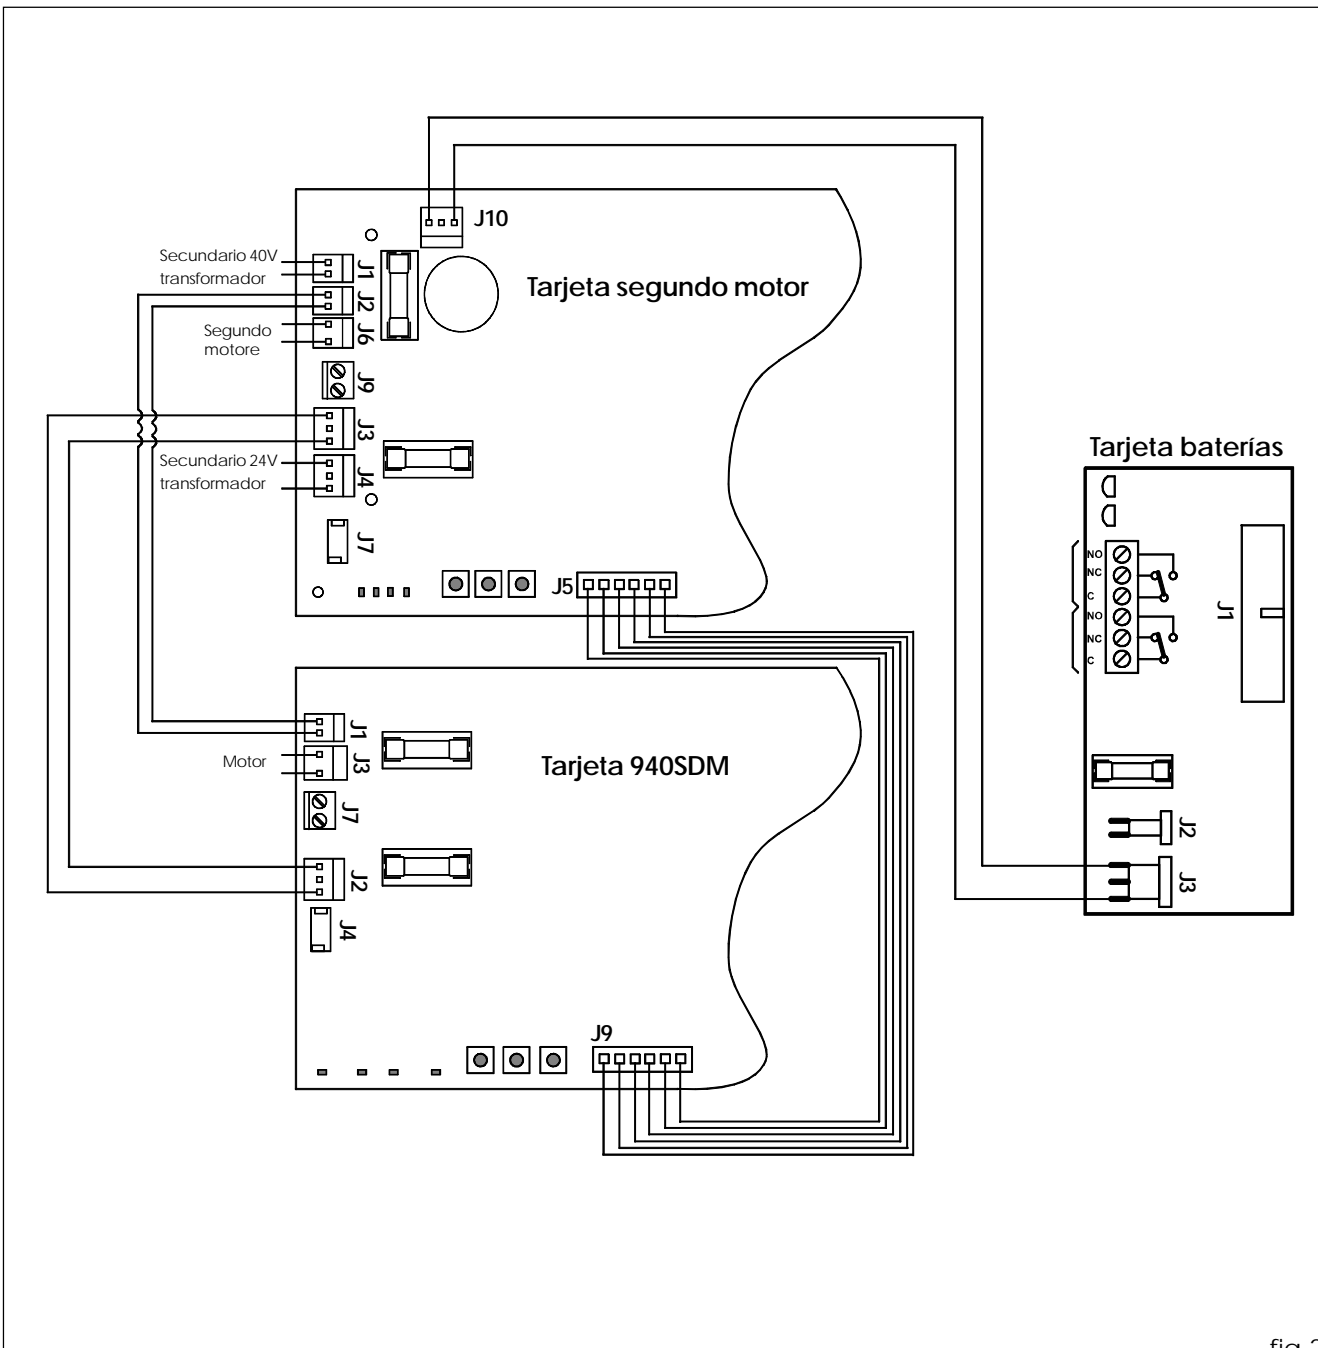 J10
Secundario 40V
transformador
J1
J2
Tarjeta segundo motor
Segundo
motore
J6
J9
J3
Secundario 24V
transformador
J4
J7
J5
Tarjeta baterías
NO
NC
C
NO
NC
C
J1
J2
J3
J1
Motor
J3
Tarjeta 940SDM
J7
J2
J4
J9